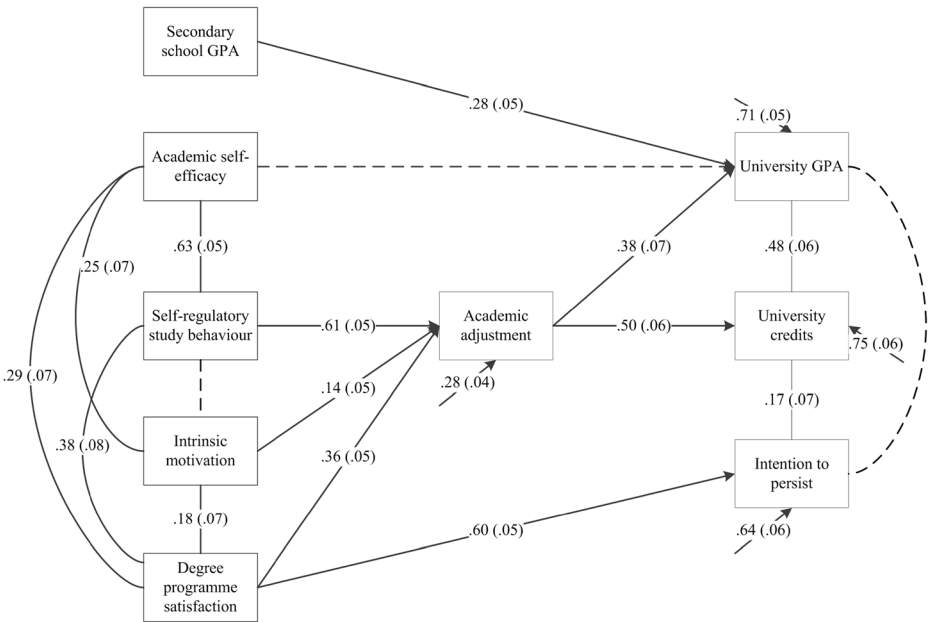 Secondary
school GPA
.28 (.05)
.71 (.05)
Academic self-
efficacy
University GPA
.63 (.05)
.38 (.07)
.48 (.06)
.25 (.07)
Self-regulatory
study behaviour
.61 (.05)
Academic
adjustment
.50 (.06)
University
credits
.75 (.06)
.29 (.07)
.14 (.05)
.28 (.04)
.17 (.07)
.38 (.08)
Intrinsic
motivation
.36 (.05)
Intention to
persist
.18 (.07)
.60 (.05)
.64 (.06)
Degree
programme
satisfaction